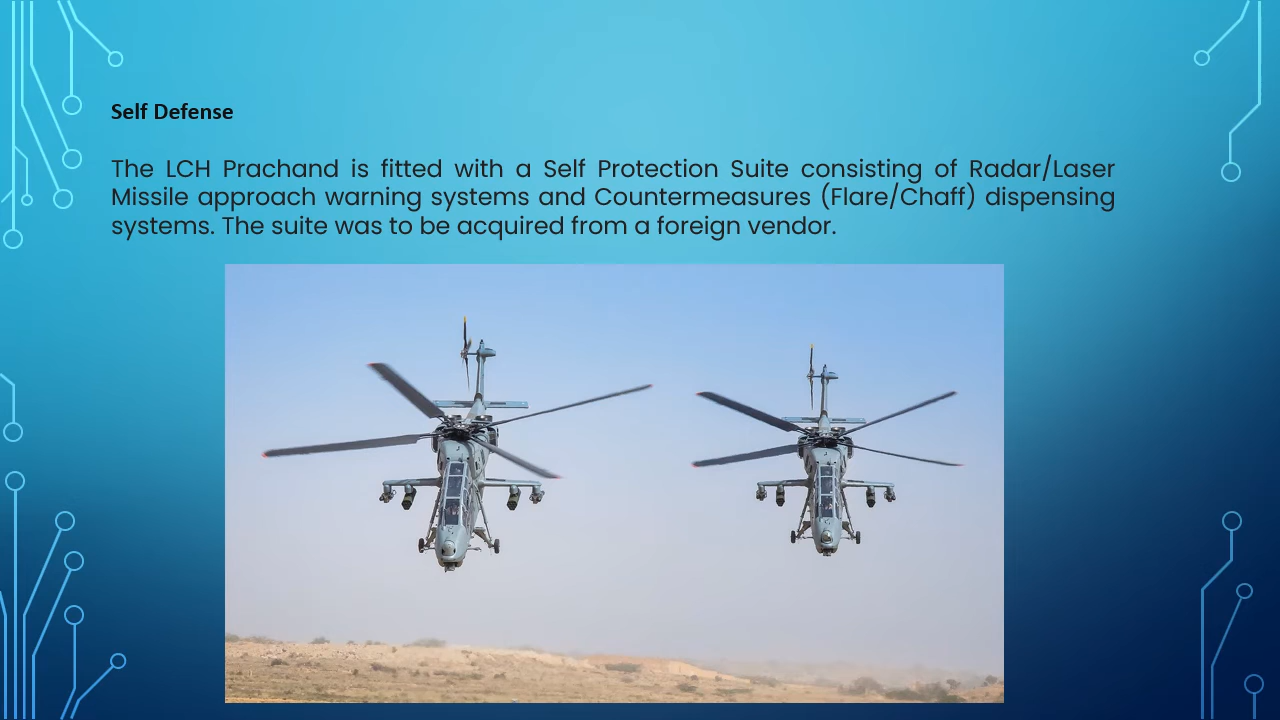 Self Defense
The LCH Prachand is fitted with a Self Protection Suite consisting of Radar/Laser
Missile approach warning systems and Countermeasures (Flare/Chaff) dispensing
systems. The suite was to be acquired from a foreign vendor.